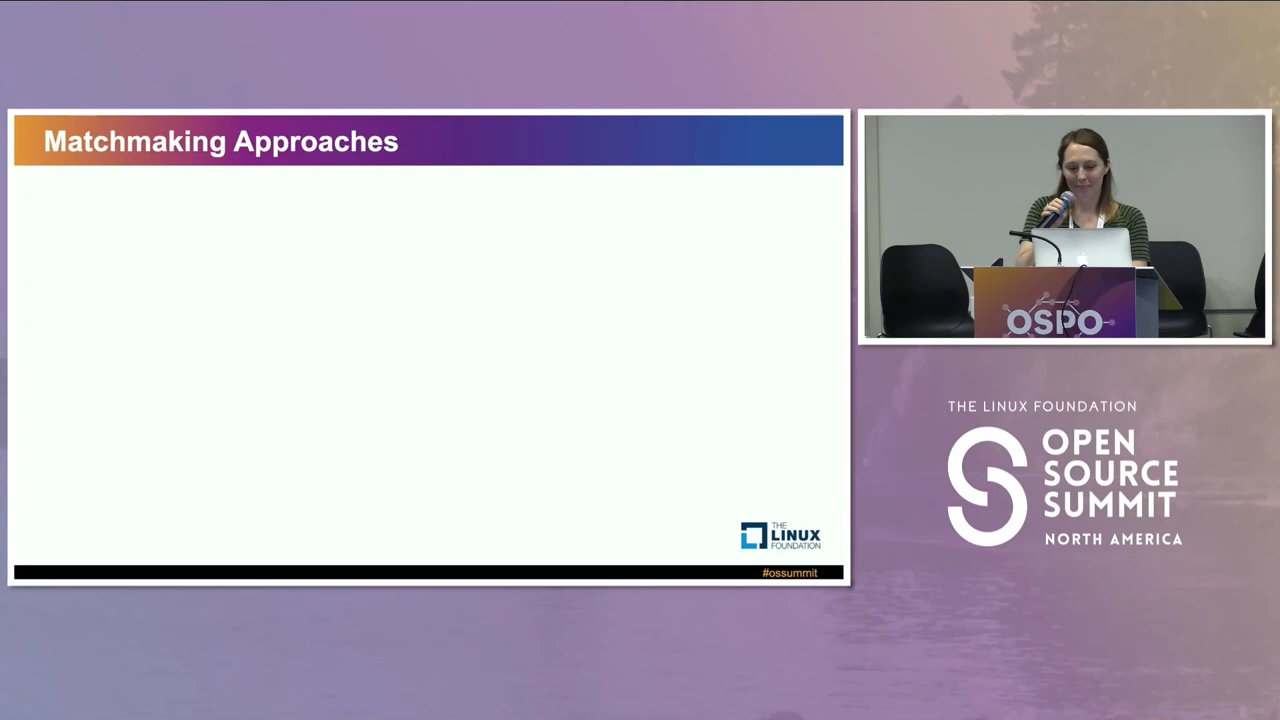 Matchmaking Approaches
THE
LINUX
FOUNDATION
#ossummit
OSPO
THE LINUX FOUNDATION
OPEN
SOURCE
SUMMIT
NORTH AMERICA